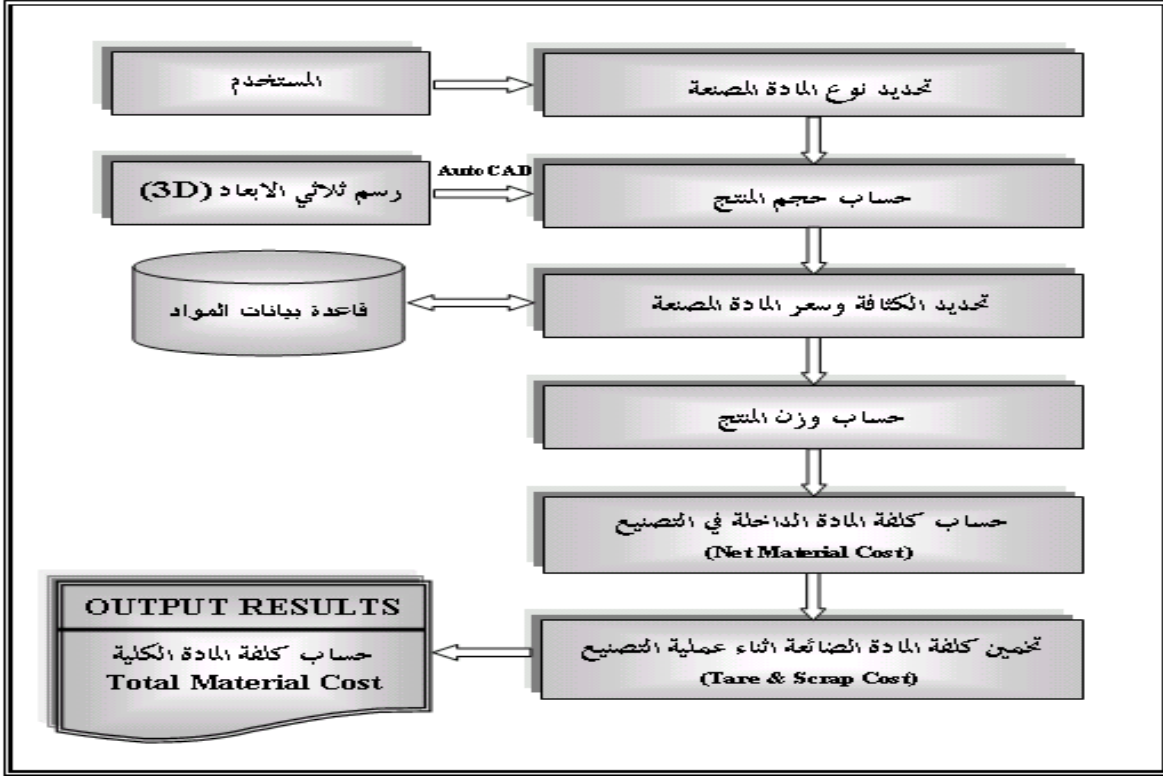 المستخدم
تحديد نوع المادة المصنعة
رسم ثلاثي الابعاد (3D)
AutoCAD
حساب حجم المنتج
قاعدة بيانات المواد
تحديد الكثافة وسعر المادة المصنعة
حساب وزن المنتج
حساب كلفة المادة الداخلة في التصنيع
(Net Material Cost)
تخمين كلفة المادة الضائعة اثناء عملية التصنيع
(Tare & Scrap Cost)
OUTPUT RESULTS
حساب كلفة المادة الكلية
Total Material Cost